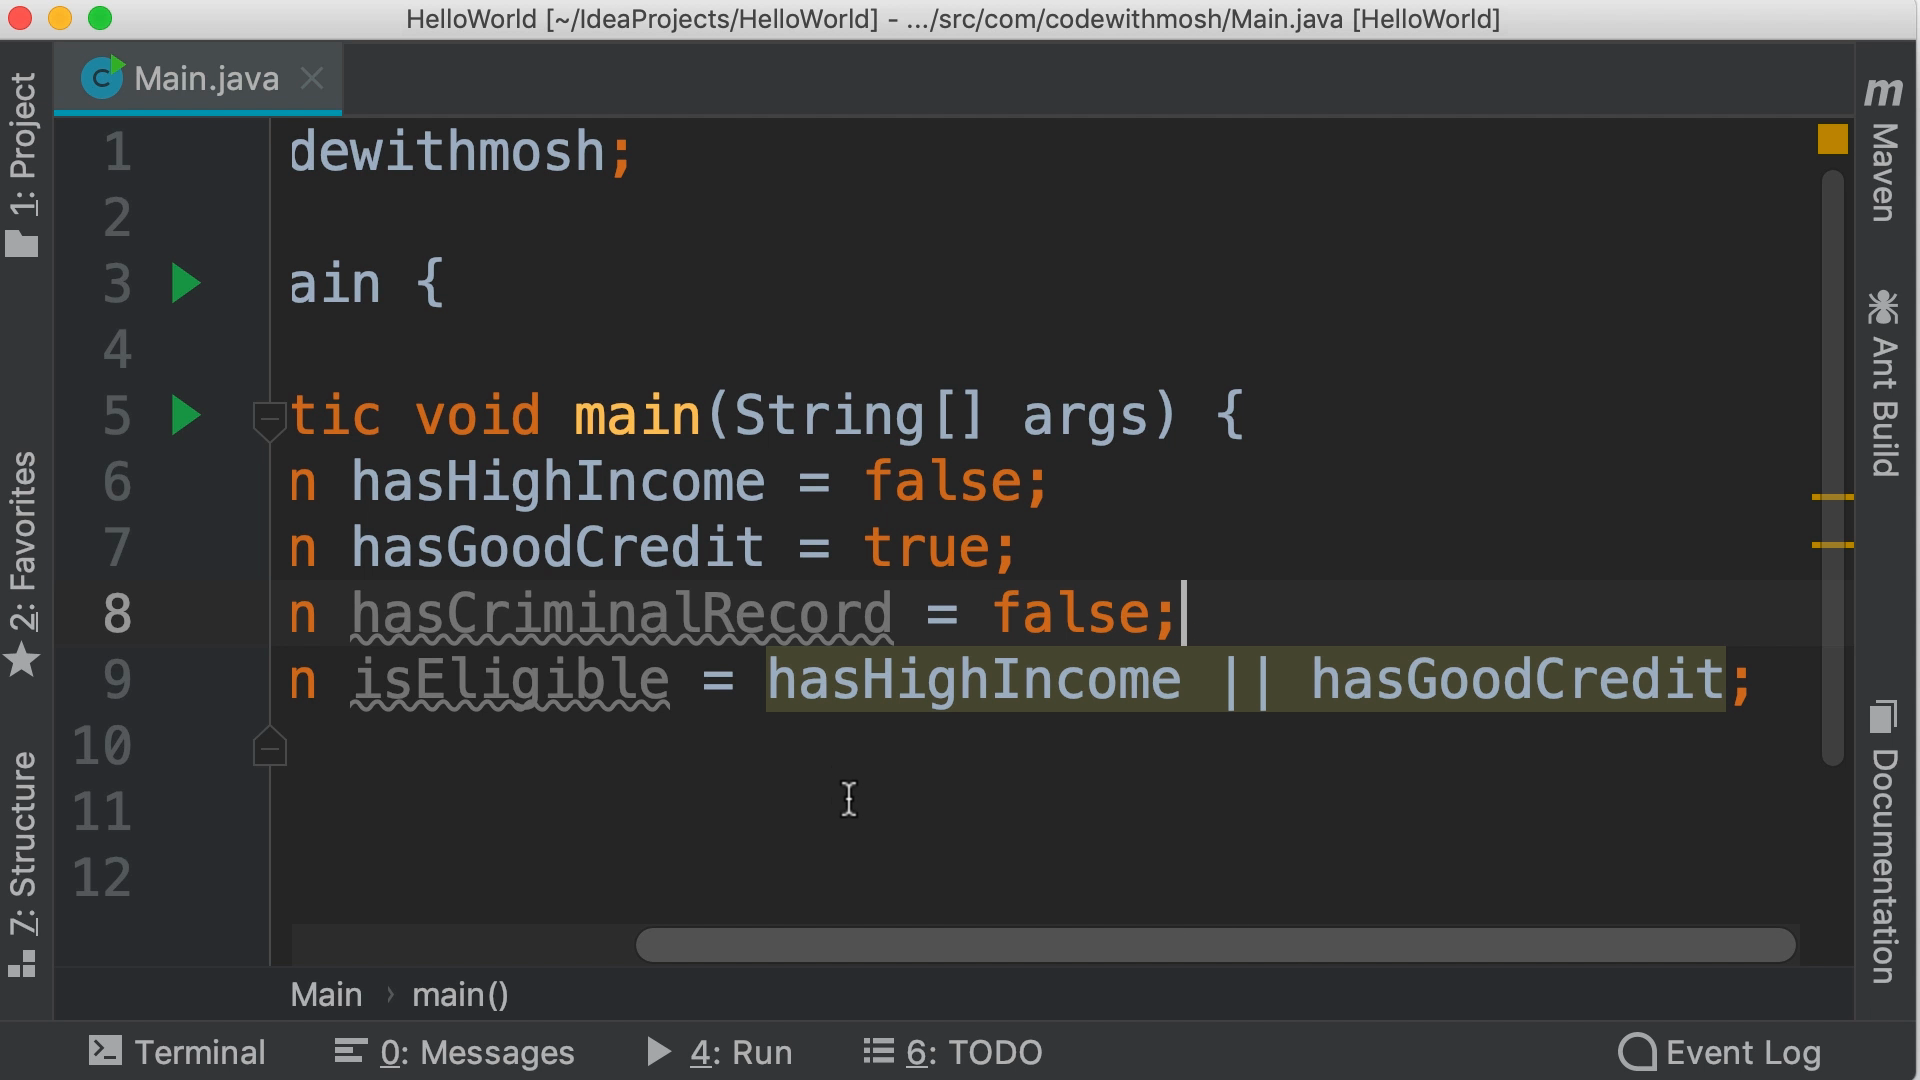 HelloWorld [~/IdeaProjects/HelloWorld] - .../src/com/codewithmosh/Main.java [HelloWorld]
1: Project
2: Favorites
7: Structure
Main.java
1 dewithmosh;
2
3 ain {
4
5 tic void main(String[] args) {
6 n hasHighIncome = false;
7 n hasGoodCredit = true;
8 n hasCriminalRecord = false;
9 n isEligible = hasHighIncome || hasGoodCredit;
10
11
12
m Maven
Ant Build
Documentation
Main › main()
Terminal 0: Messages 4: Run 6: TODO Event Log